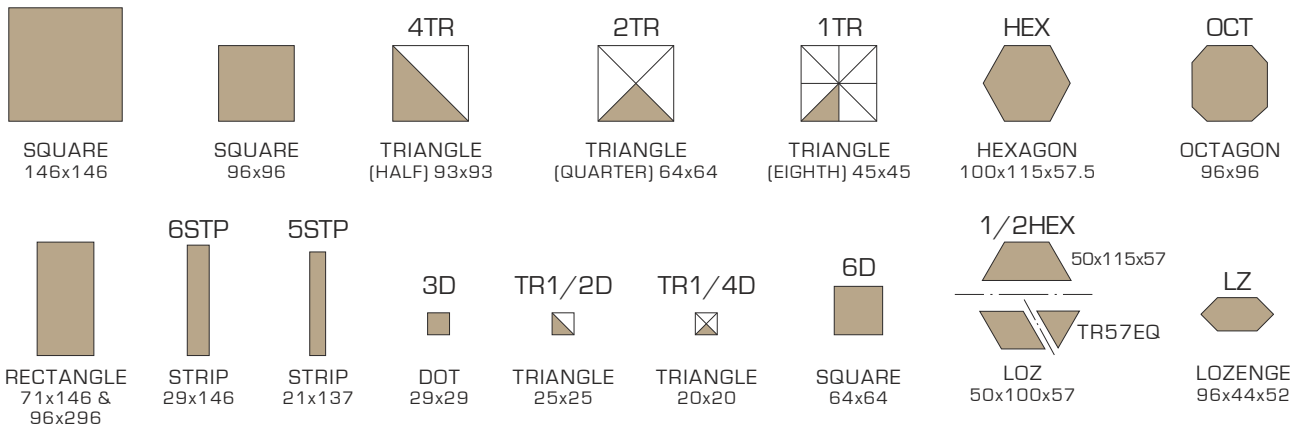 4TR
2TR
1TR
HEX
OCT
SQUARE
146x146
SQUARE
96x96
TRIANGLE
(HALF) 93x93
TRIANGLE
(QUARTER) 64x64
TRIANGLE
(EIGHTH) 45x45
HEXAGON
100x115x57.5
OCTAGON
96x96
RECTANGLE
71x146 &
96x296
6STP
STRIP
29x146
5STP
STRIP
21x137
3D
DOT
29x29
TR1/2D
TRIANGLE
25x25
TR1/4D
TRIANGLE
20x20
6D
SQUARE
64x64
1/2HEX
50x115x57
TR57EQ
LOZ
50x100x57
LZ
LOZENGE
96x44x52